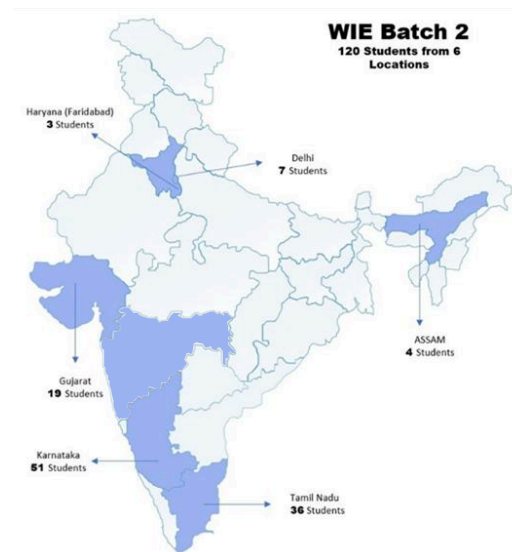 WIE Batch 2
120 Students from 6
Locations
Haryana (Faridabad)
3 Students
Delhi
7 Students
ASSAM
4 Students
Gujarat
19 Students
Karnataka
51 Students
Tamil Nadu
36 Students